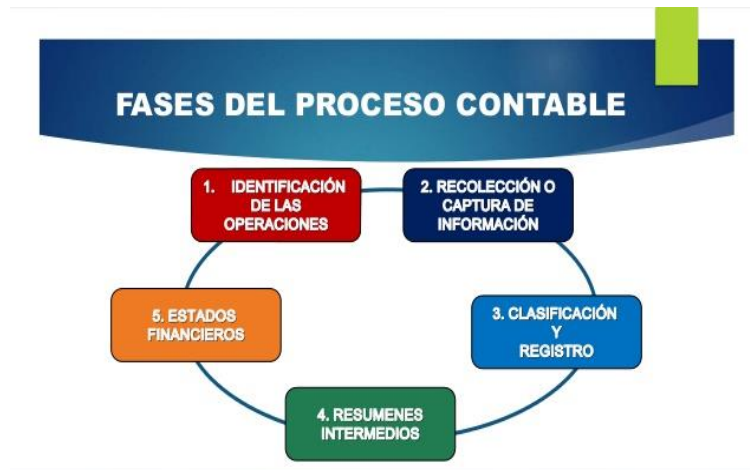 FASES DEL PROCESO CONTABLE
1. IDENTIFICACIÓN
DE LAS
OPERACIONES
2. RECOLECCIÓN O
CAPTURA DE
INFORMACIÓN
3. CLASIFICACIÓN
Y
REGISTRO
4. RESUMENES
INTERMEDIOS
5. ESTADOS
FINANCIEROS